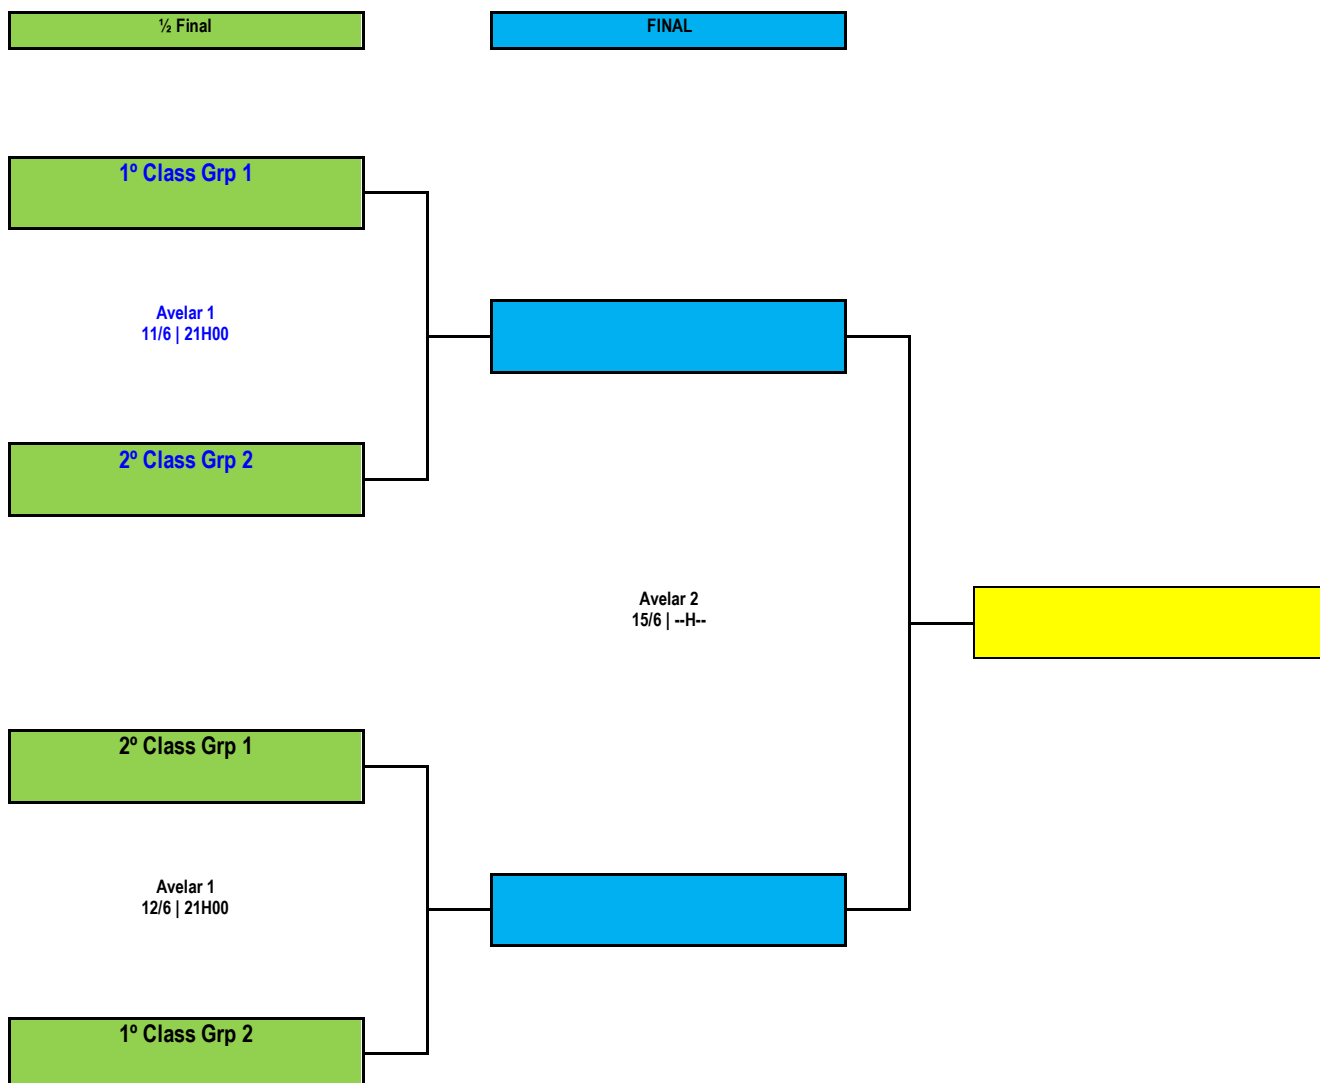 ½ Final
FINAL
1º Class Grp 1
Avelar 1
11/6 | 21H00
2º Class Grp 2
Avelar 2
15/6 | --H--
2º Class Grp 1
Avelar 1
12/6 | 21H00
1º Class Grp 2